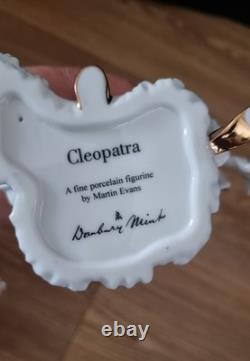 Cleopatra
A fine porcelain figurine
by Martin Evans
Danbury Mint